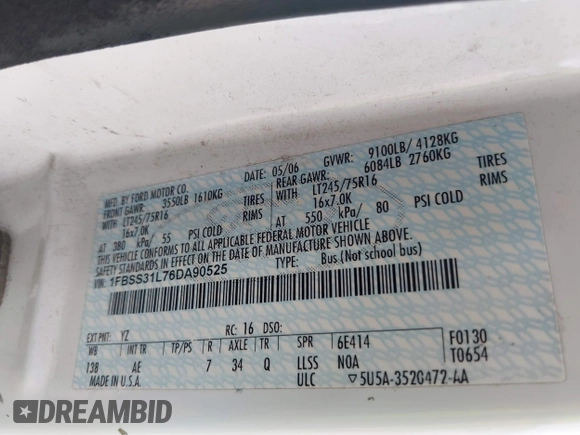 MFD. BY FORD MOTOR CO.
DATE: 05/06 GVWR: 9100LB/ 4128KG
FRONT GAWR: 3550LB 1610KG
REAR GAWR: 6084LB 2760KG
WITH LT245/75R16 TIRES
WITH LT245/75R16 TIRES
16x7.0K RIMS
16x7.0K RIMS
AT 380 kPa/ 55 PSI COLD
AT 550 kPa/ 80 PSI COLD
THIS VEHICLE CONFORMS TO ALL APPLICABLE FEDERAL MOTOR VEHICLE
SAFETY STANDARDS IN EFFECT ON THE DATE OF MANUFACTURE SHOWN ABOVE.
VIN: 1FBSS31L76DA90525
TYPE: Bus(Not school bus)
EXT PNT: YZ RC: 16 DSO:
WB INT TR TP/PS R AXLE TR SPR 6E414 F0130
138 AE 7 34 Q LLSS NOA T0654
MADE IN U.S.A. ULC ▽5U5A-3520472-AA
DREAMBID